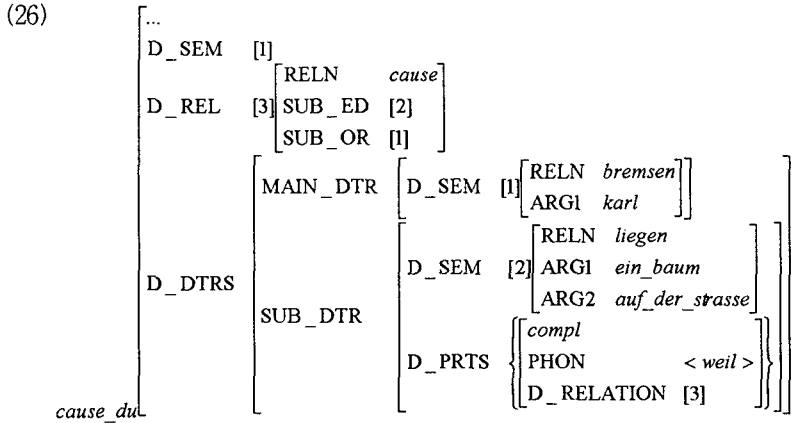 (26)
...
D_SEM [1]
RELN cause
D_REL [3] SUB_ED [2]
SUB_OR [1]
MAIN_DTR D_SEM [1] RELN bremsen
ARG1 karl
RELN liegen
D_SEM [2] ARG1 ein_baum
ARG2 auf_der_strasse
D_DTRS
SUB_DTR
compl
D_PRTS { PHON < weil > }
D_RELATION [3]
cause_du